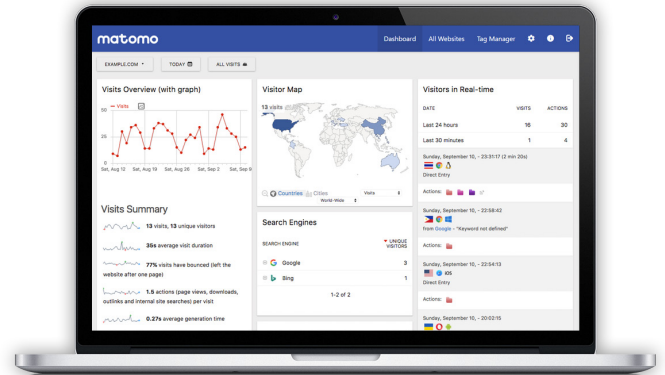 matomo
Dashboard
All Websites
Tag Manager
EXAMPLE.COM
TODAY
ALL VISITS
Visits Overview (with graph)
Visits
50
25
0
Sat, Aug 12 Sat, Aug 19 Sat, Aug 26 Sat, Sep 2 Sat, Sep 9
Visits Summary
13 visits, 13 unique visitors
35s average visit duration
77% visits have bounced (left the
website after one page)
1.5 actions (page views, downloads,
outlinks and internal site searches) per visit
0.27s average generation time
Visitor Map
13 visits
Countries Cities
Visits
World-Wide
Search Engines
SEARCH ENGINE
UNIQUE
VISITORS
Google 3
Bing 1
1-2 of 2
Visitors in Real-time
DATE VISITS ACTIONS
Last 24 hours 16 30
Last 30 minutes 1 4
Sunday, September 10, - 23:31:17 (2 min 20s)
Direct Entry
Actions:
Sunday, September 10, - 22:58:42
from Google - "Keyword not defined"
Actions:
Sunday, September 10, - 22:54:13
iOS
Direct Entry
Actions:
Sunday, September 10, - 20:02:15